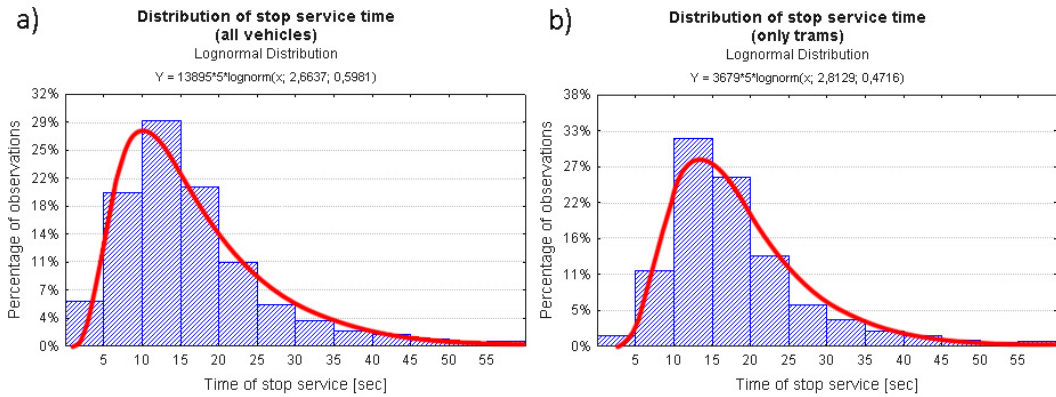 a)
Distribution of stop service time
(all vehicles)
Lognormal Distribution
Y = 13895*5*lognorm(x; 2,6637; 0,5981)
32%
29%
25%
22%
18%
14%
11%
7%
4%
0%
Percentage of observations
5 10 15 20 25 30 35 40 45 50 55
Time of stop service [sec]
b)
Distribution of stop service time
(only trams)
Lognormal Distribution
Y = 3679*5*lognorm(x; 2,8129; 0,4716)
38%
33%
27%
22%
16%
11%
5%
0%
Percentage of observations
5 10 15 20 25 30 35 40 45 50 55
Time of stop service [sec]